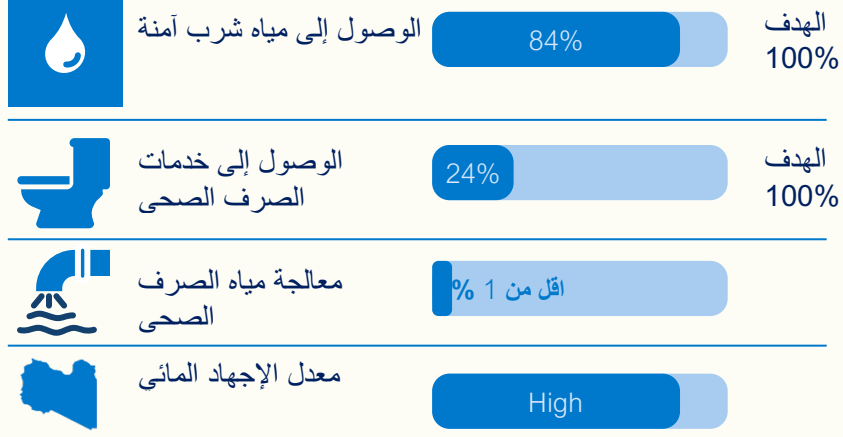 الوصول إلى مياه شرب آمنة
84%
الهدف
100%
الوصول إلى خدمات
الصرف الصحى
24%
الهدف
100%
معالجة مياه الصرف
الصحى
اقل من 1 %
معدل الإجهاد المائي
High